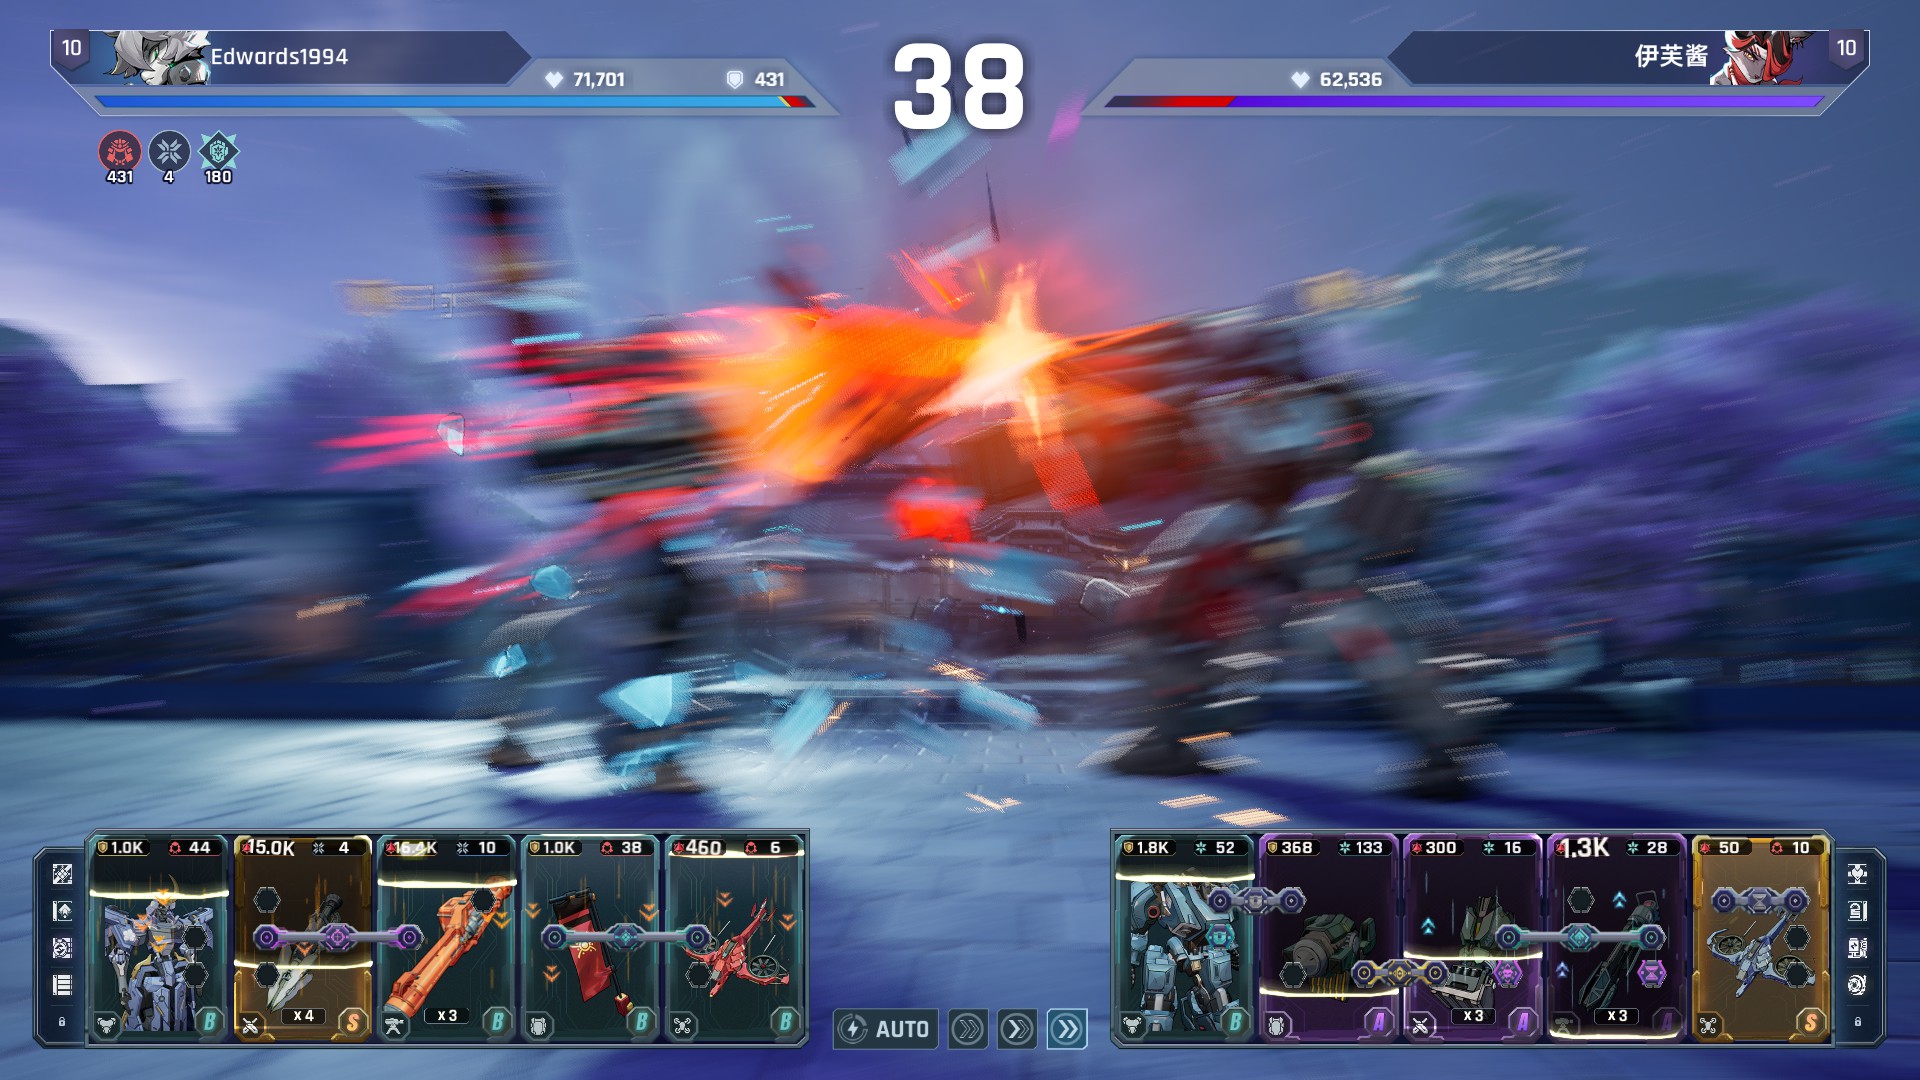 10
Edwards1994
71,701
431
38
62,536
伊芙酱
10
431
4
180
1.0K 44
15.0K 4
16.4K 10
1.0K 38
460 6
x4
x3
B
S
B
B
B
AUTO
1.8K 52
368 133
300 16
1.3K 28
50 10
x3
x3
B
A
A
A
S